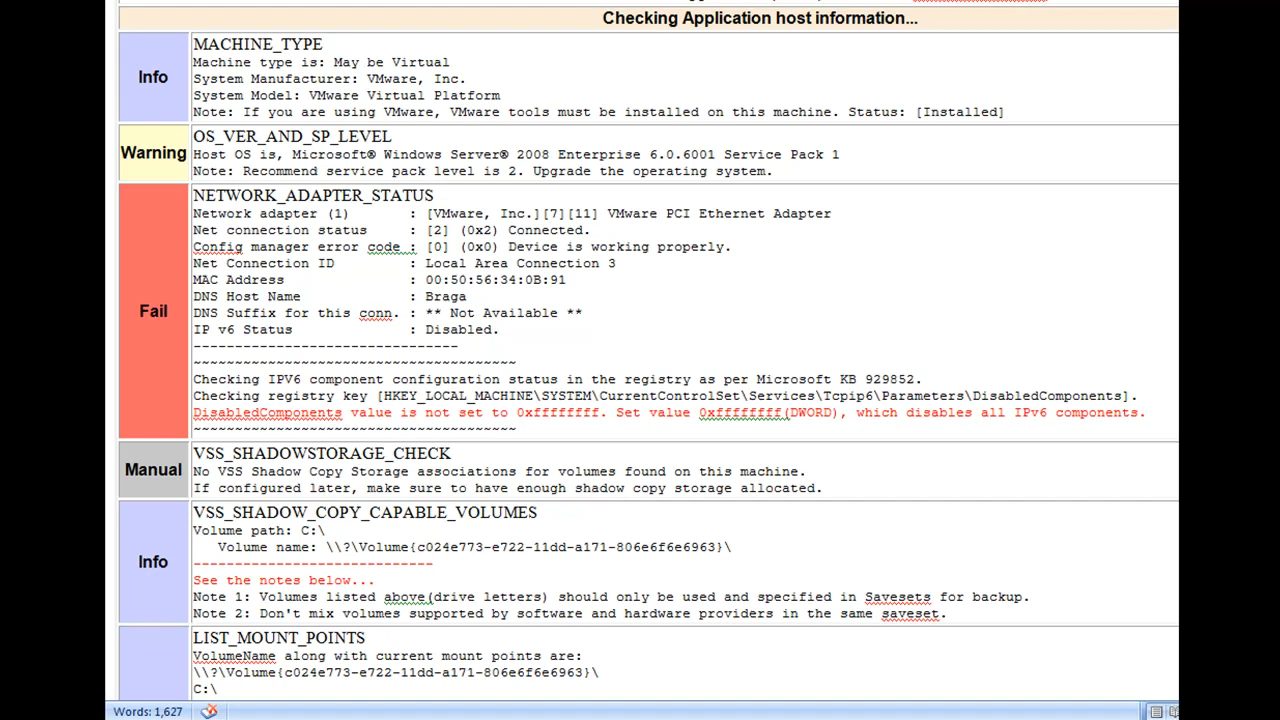 Checking Application host information...
Info
MACHINE_TYPE
Machine type is: May be Virtual
System Manufacturer: VMware, Inc.
System Model: VMware Virtual Platform
Note: If you are using VMware, VMware tools must be installed on this machine. Status: [Installed]
Warning
OS_VER_AND_SP_LEVEL
Host OS is, Microsoft® Windows Server® 2008 Enterprise 6.0.6001 Service Pack 1
Note: Recommend service pack level is 2. Upgrade the operating system.
Fail
NETWORK_ADAPTER_STATUS
Network adapter (1) : [VMware, Inc.][7][11] VMware PCI Ethernet Adapter
Net connection status : [2] (0x2) Connected.
Config manager error code : [0] (0x0) Device is working properly.
Net Connection ID : Local Area Connection 3
MAC Address : 00:50:56:34:0B:91
DNS Host Name : Braga
DNS Suffix for this conn. : ** Not Available **
IP v6 Status : Disabled.
--------------------------------
~~~~~~~~~~~~~~~~~~~~~~~~~~~~~~~~~~~~~~~
Checking IPV6 component configuration status in the registry as per Microsoft KB 929852.
Checking registry key [HKEY_LOCAL_MACHINE\SYSTEM\CurrentControlSet\Services\Tcpip6\Parameters\DisabledComponents].
DisabledComponents value is not set to 0xffffffff. Set value 0xffffffff(DWORD), which disables all IPv6 components.
~~~~~~~~~~~~~~~~~~~~~~~~~~~~~~~~~~~~~~~
Manual
VSS_SHADOWSTORAGE_CHECK
No VSS Shadow Copy Storage associations for volumes found on this machine.
If configured later, make sure to have enough shadow copy storage allocated.
Info
VSS_SHADOW_COPY_CAPABLE_VOLUMES
Volume path: C:\
Volume name: \\?\Volume{c024e773-e722-11dd-a171-806e6f6e6963}\
-----------------------------
See the notes below...
Note 1: Volumes listed above(drive letters) should only be used and specified in Savesets for backup.
Note 2: Don't mix volumes supported by software and hardware providers in the same saveset.
LIST_MOUNT_POINTS
VolumeName along with current mount points are:
\\?\Volume{c024e773-e722-11dd-a171-806e6f6e6963}\
C:\
Words: 1,627